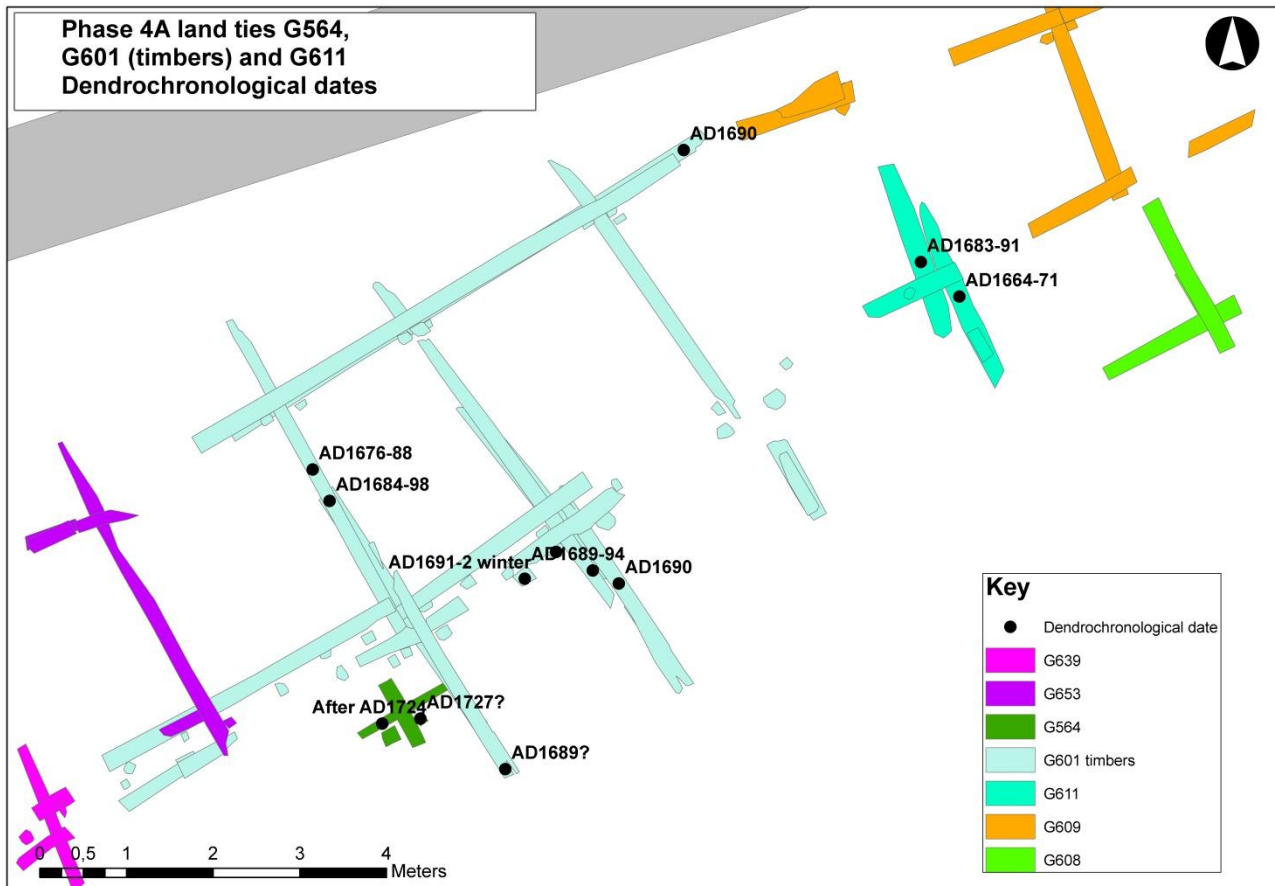 Phase 4A land ties G564,
G601 (timbers) and G611
Dendrochronological dates
AD1690
AD1683-91
AD1664-71
AD1676-88
AD1684-98
AD1691-2 winter
AD1689-94
AD1690
After AD1724
AD1727?
AD1689?
Key
Dendrochronological date
G639
G653
G564
G601 timbers
G611
G609
G608
0 0,5 1 2 3 4
Meters